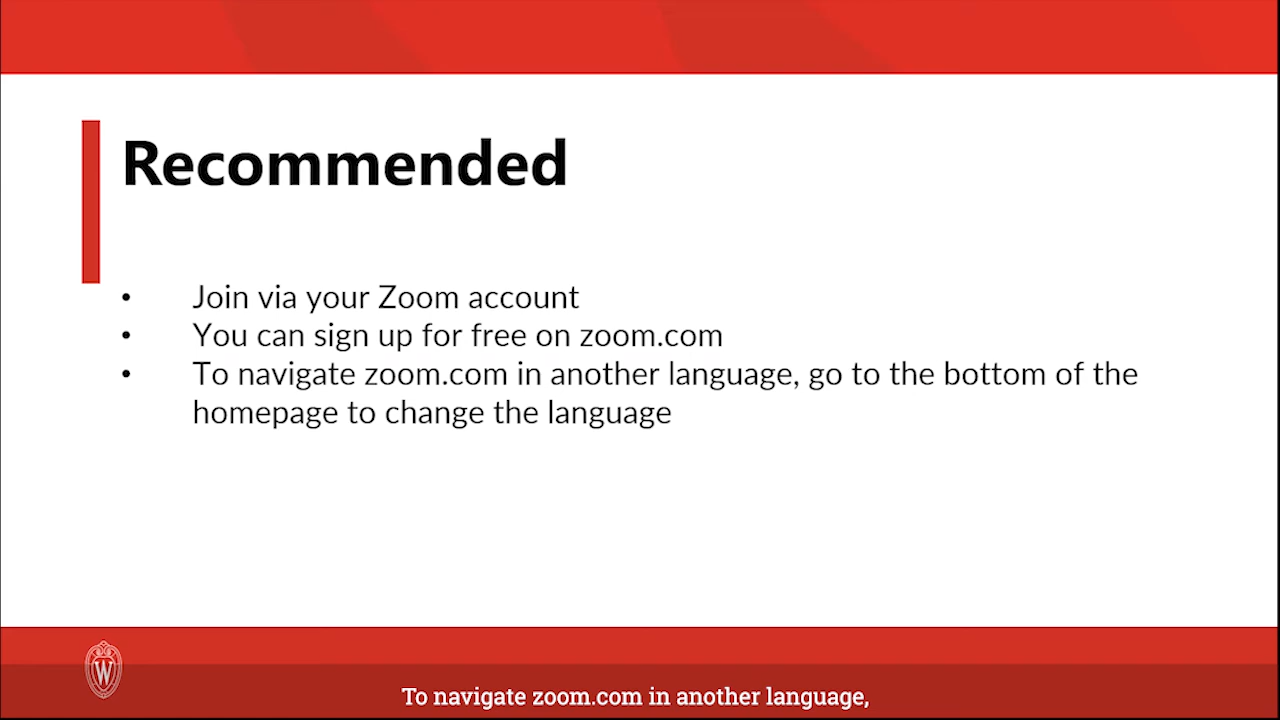 Recommended
• Join via your Zoom account
• You can sign up for free on zoom.com
• To navigate zoom.com in another language, go to the bottom of the
homepage to change the language
W
To navigate zoom.com in another language,